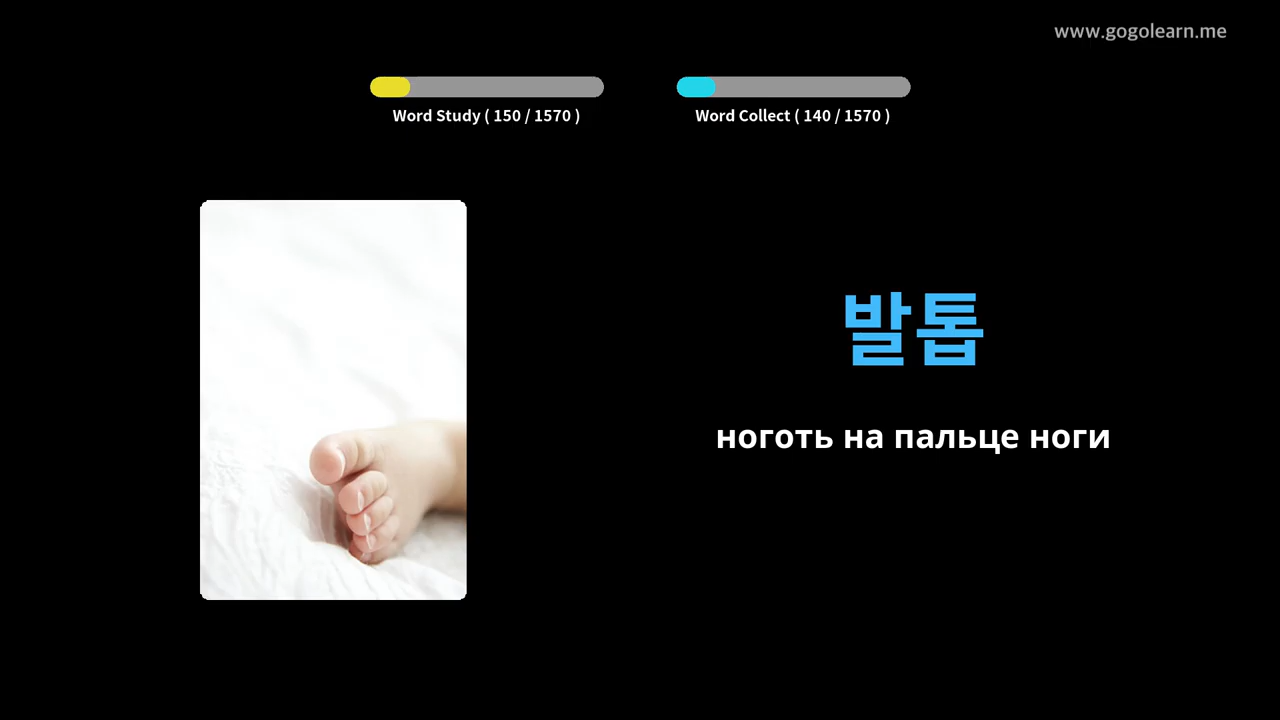 www.gogolearn.me
Word Study ( 150 / 1570 )
Word Collect ( 140 / 1570 )
발톱
ноготь на пальце ноги